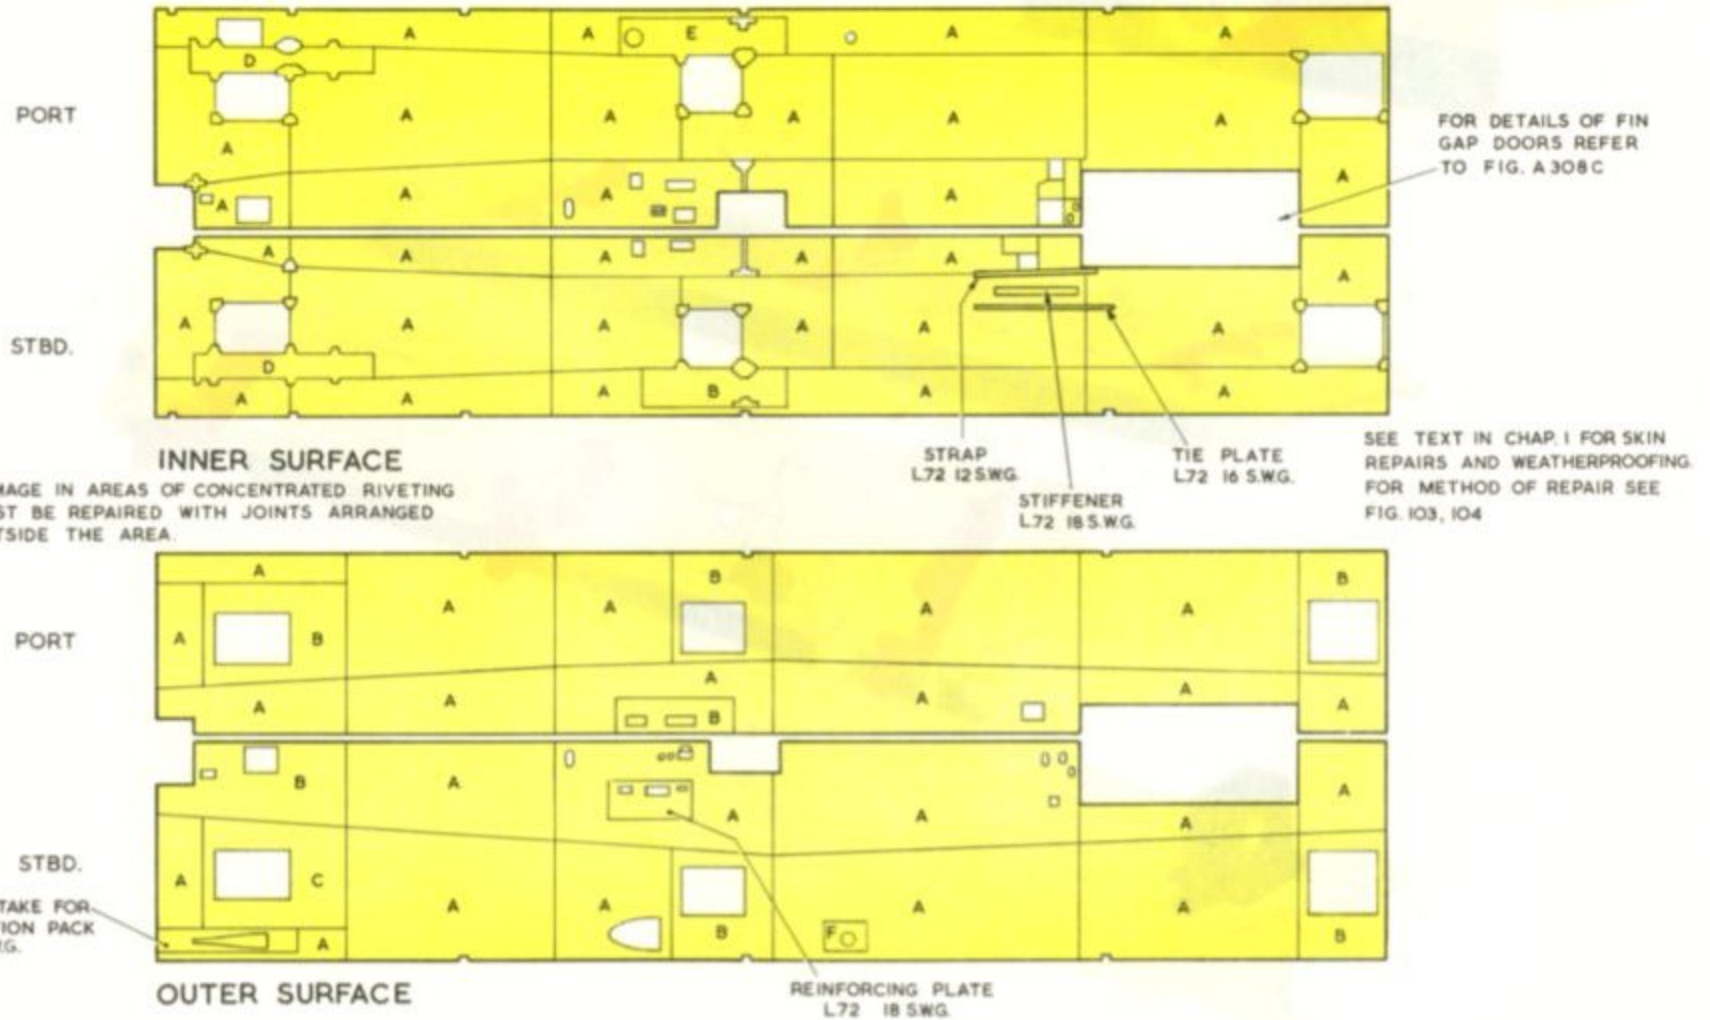 A
A
E
A
A
D
PORT
A
A
A
A
A
A
FOR DETAILS OF FIN
GAP DOORS REFER
TO FIG. A308C
A
A
A
A
A
A
A
A
A
A
A
STBD.
A
A
A
A
A
A
D
A
A
A
B
A
A
INNER SURFACE
IN AREAS OF CONCENTRATED RIVETING
BE REPAIRED WITH JOINTS ARRANGED
THE AREA.
STRAP
L.72 12 S.W.G.
STIFFENER
L.72 18 S.W.G.
TIE PLATE
L.72 16 S.W.G.
SEE TEXT IN CHAP. 1 FOR SKIN
REPAIRS AND WEATHERPROOFING.
FOR METHOD OF REPAIR SEE
FIG. 103, 104
A
B
B
A
A
A
A
PORT
A
B
A
A
A
A
A
B
A
A
B
A
A
A
A
A
STBD.
A
C
A
A
A
A
FOR
PACK
A
B
F
B
OUTER SURFACE
REINFORCING PLATE
L.72 18 S.W.G.